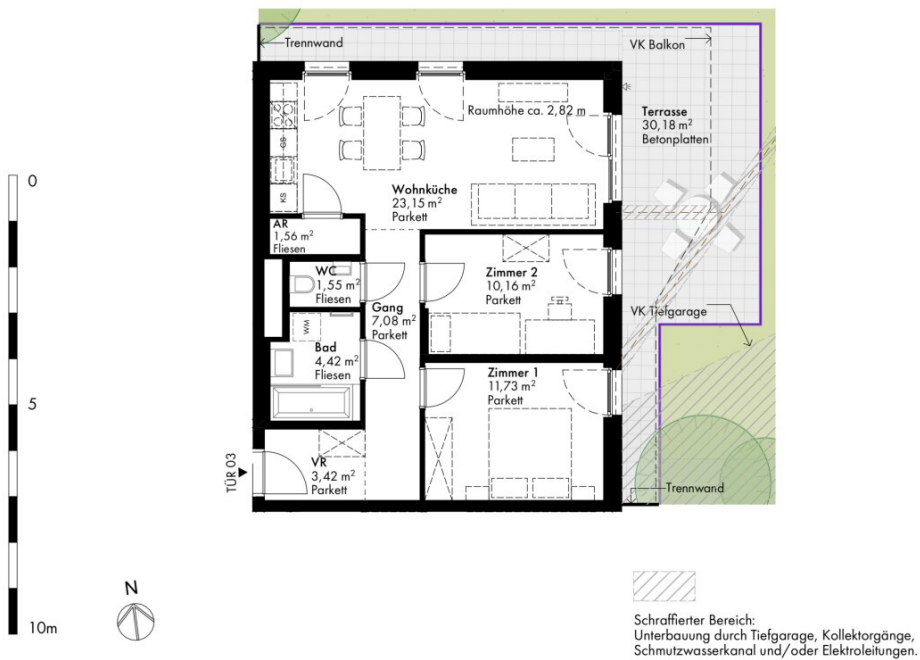 Trennwand
VK Balkon
Raumhöhe ca. 2,82 m
Terrasse
30,18 m²
Betonplatten
GS
KS
Wohnküche
23,15 m²
Parkett
AR
1,56 m²
Fliesen
WC
1,55 m²
Fliesen
Zimmer 2
10,16 m²
Parkett
Gang
7,08 m²
Parkett
VK Tiefgarage
WM
Bad
4,42 m²
Fliesen
Zimmer 1
11,73 m²
Parkett
VR
3,42 m²
Parkett
TÜR 03
Trennwand
0
5
10m
N
Schraffierter Bereich:
Unterbauung durch Tiefgarage, Kollektorgänge,
Schmutzwasserkanal und/oder Elektroleitungen.